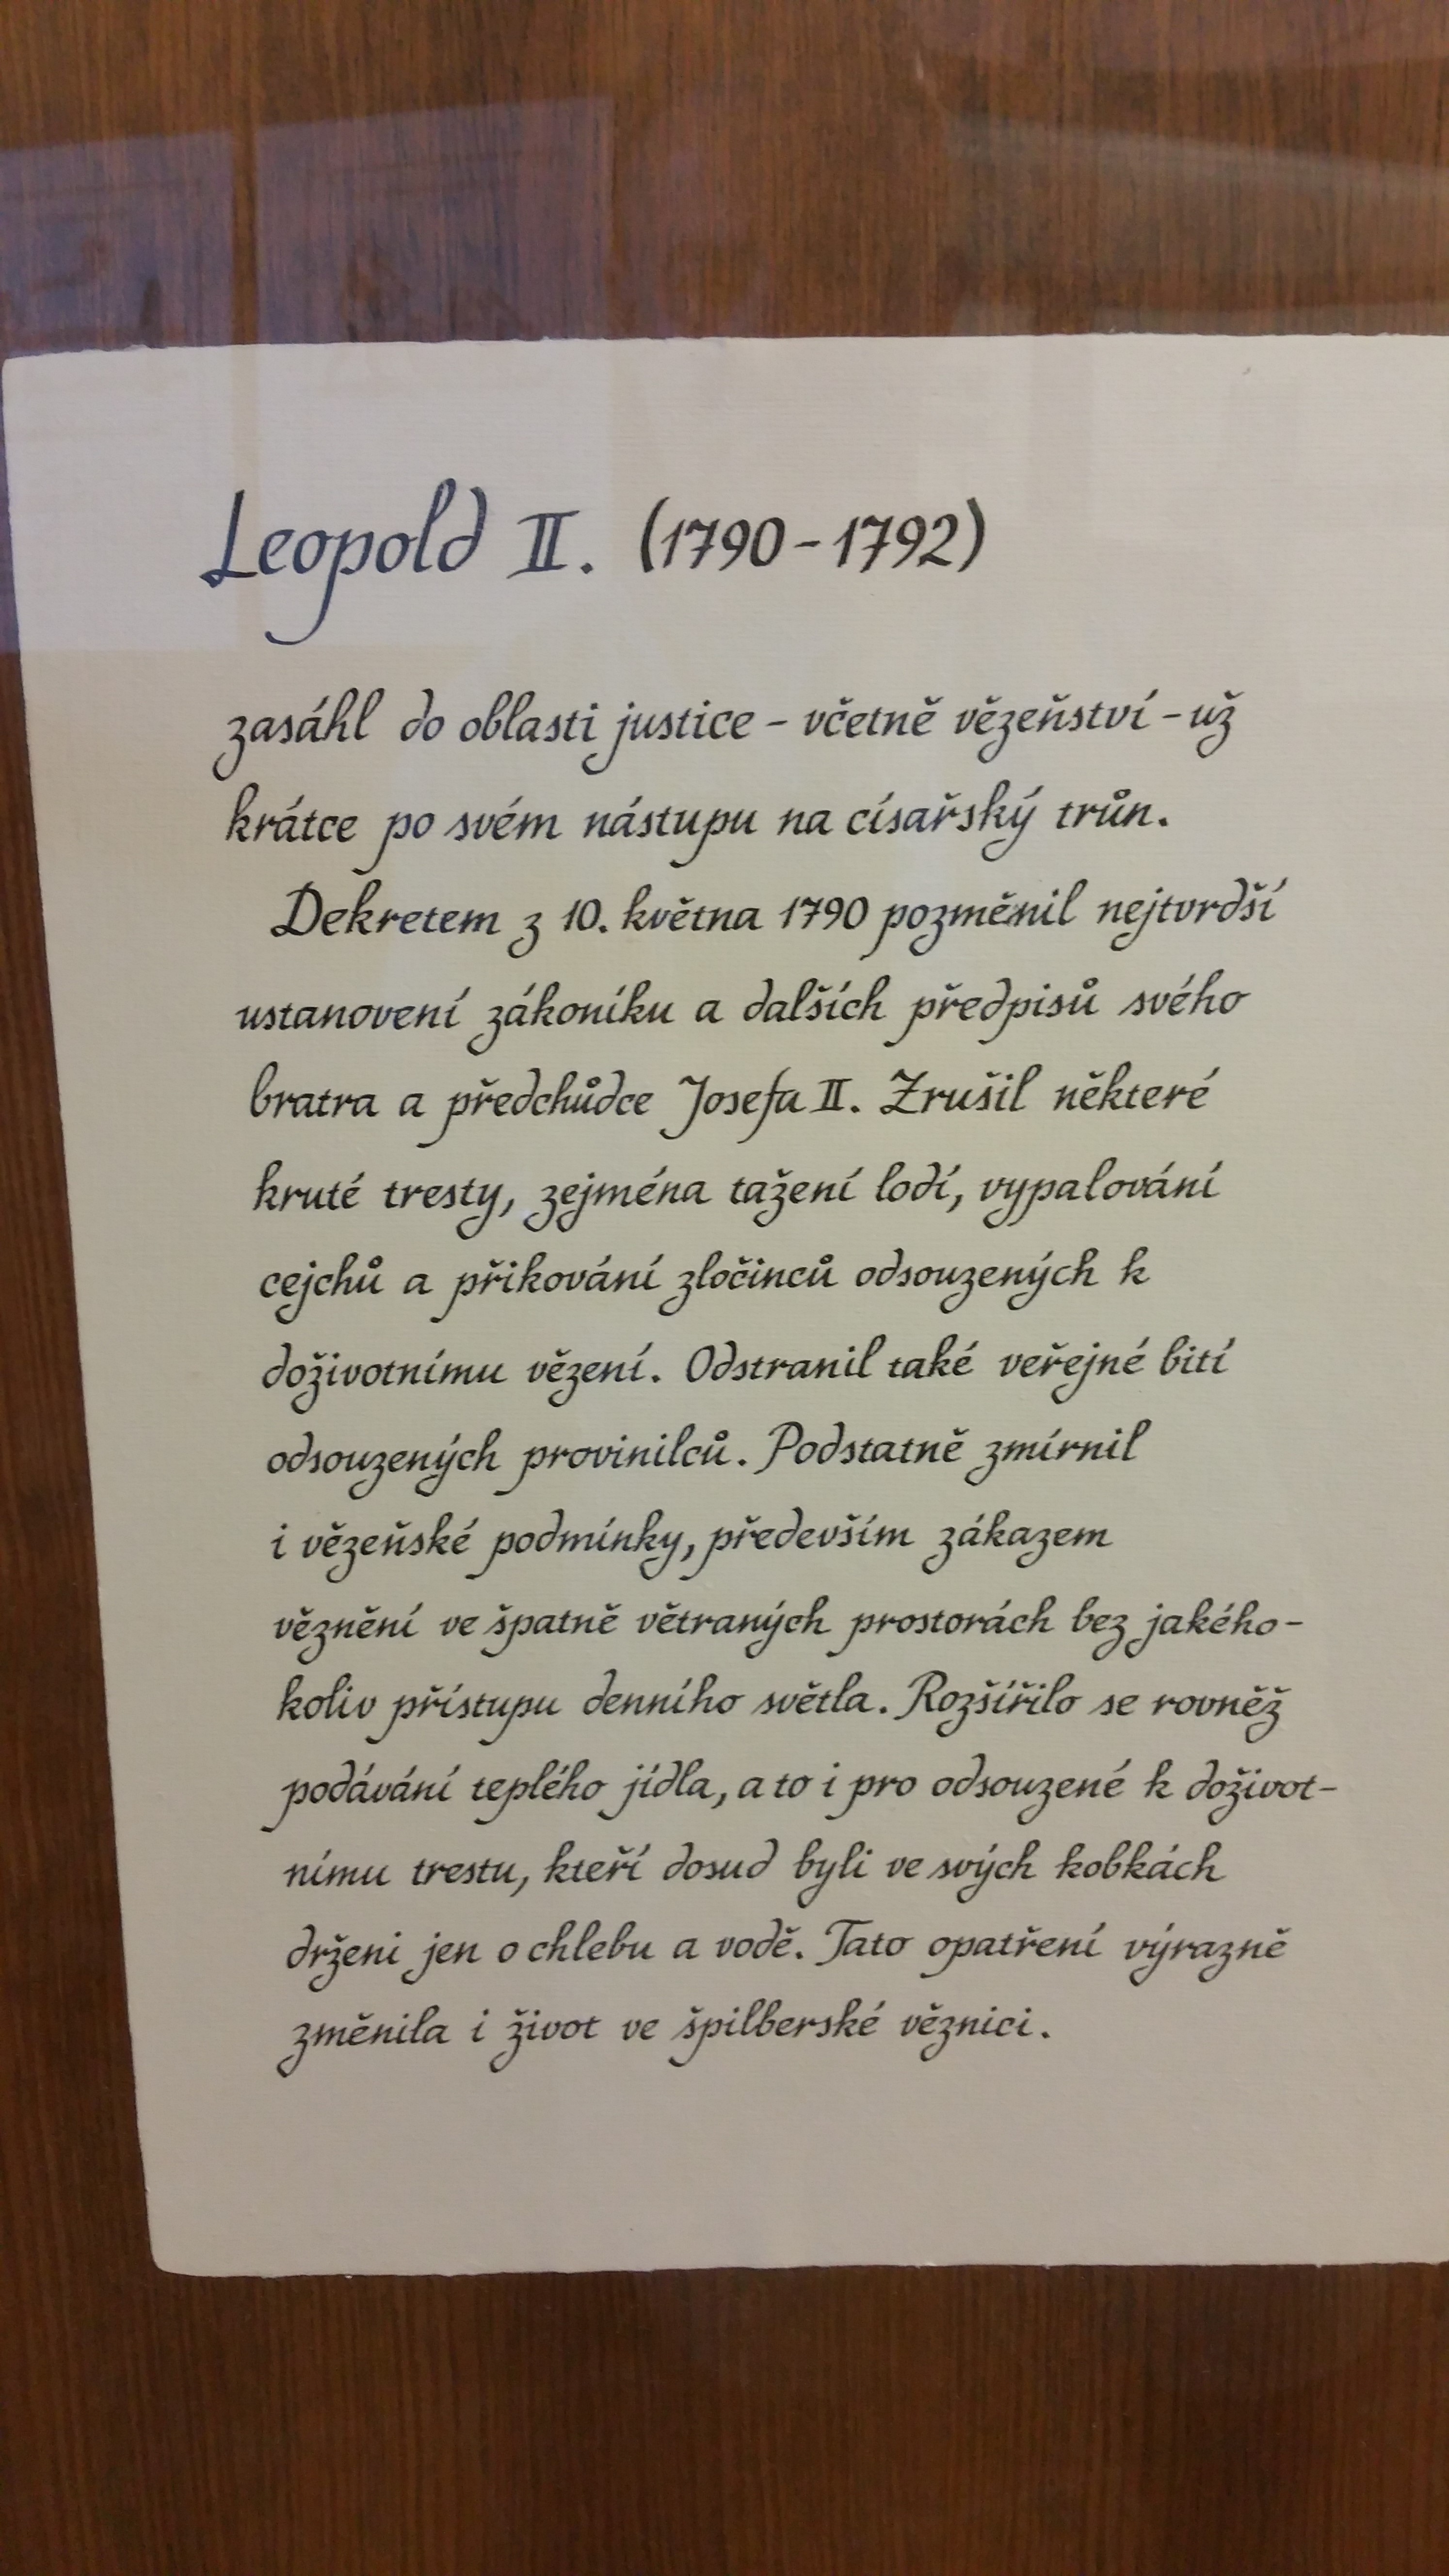 Leopold II. (1790-1792)
zasáhl do oblasti justice - včetně vězeňství - už
krátce po svém nástupu na císařský trůn.
Dekretem z 10. května 1790 pozměnil nejtvrdší
ustanovení zákoníku a dalších předpisů svého
bratra a předchůdce Josefa II. Zrušil některé
kruté tresty, zejména tažení lodí, vypalování
cejchů a přikování zločinců odsouzených k
doživotnímu vězení. Odstranil také veřejné bití
odsouzených provinilců. Podstatně zmírnil
i vězeňské podmínky, především zákazem
věznění ve špatně větraných prostorách bez jakého-
koliv přístupu denního světla. Rozšířilo se rovněž
podávání teplého jídla, a to i pro odsouzené k doživot-
nímu trestu, kteří dosud byli ve svých kobkách
drženi jen o chlebu a vodě. Tato opatření výrazně
změnila i život ve špilberské věznici.